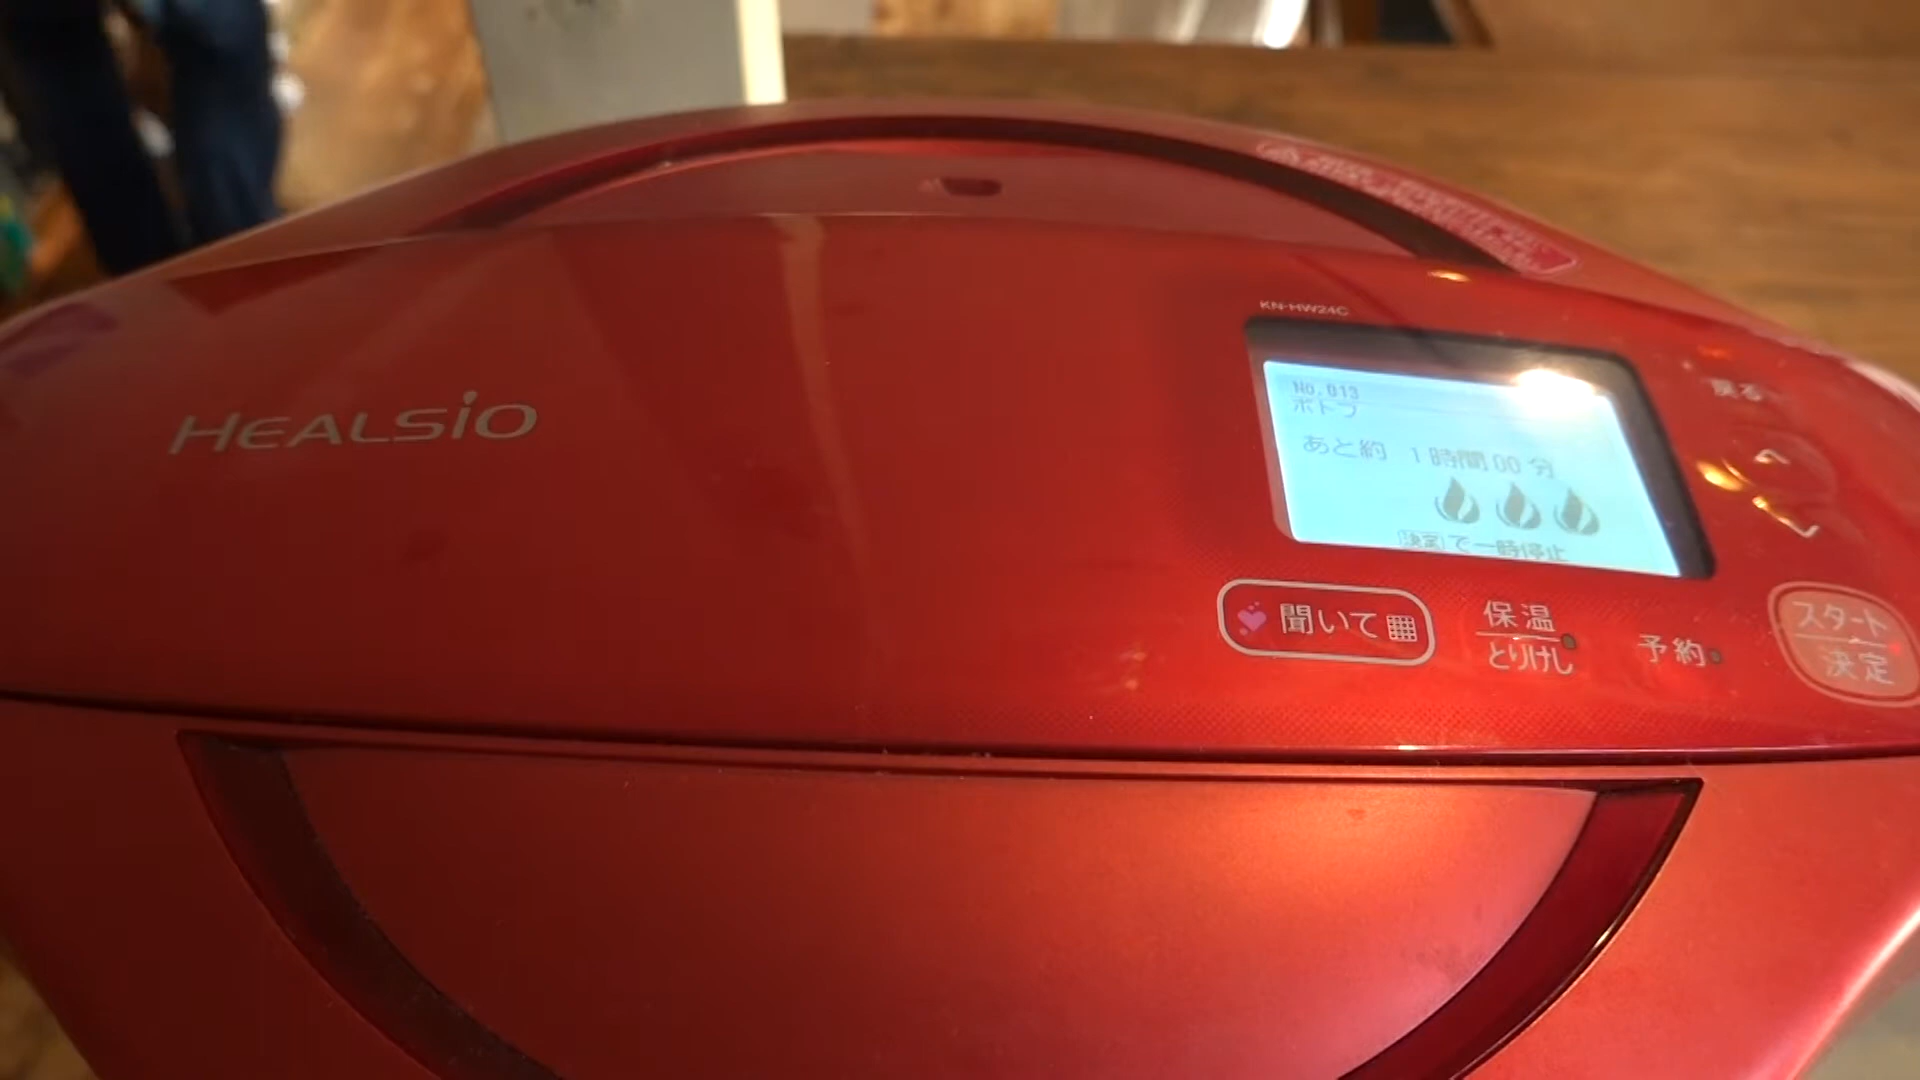 HEALSIO
KN-HW24C
No.013
ポトフ
あと約 1時間00分
決定で一時停止
戻る
聞いて
保温
とりけし
予約
スタート
決定